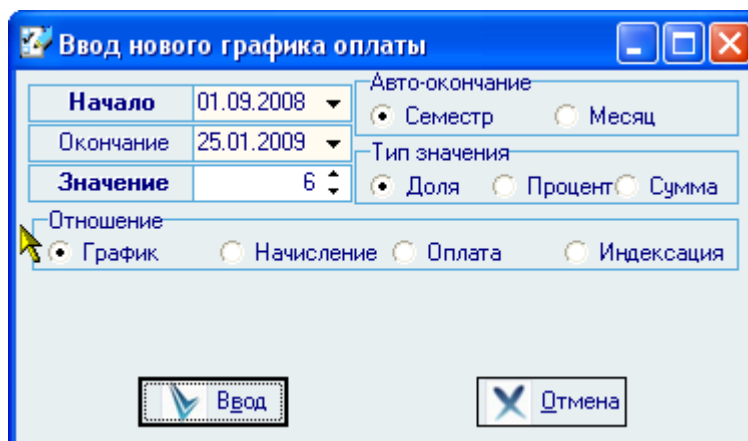 Ввод нового графика оплаты
Начало 01.09.2008
Окончание 25.01.2009
Значение 6
Авто-окончание
Семестр Месяц
Тип значения
Доля Процент Сумма
Отношение
График Начисление Оплата Индексация
Ввод Отмена